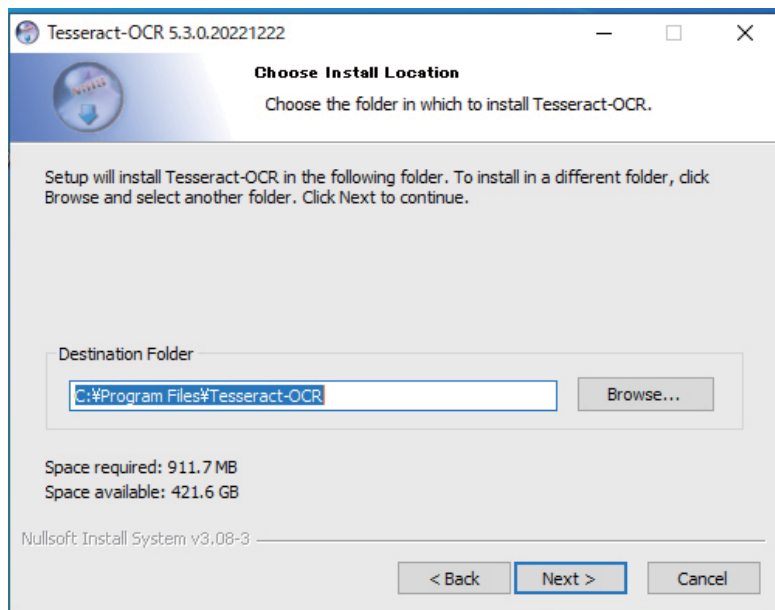 Tesseract-OCR 5.3.0.20221222
Choose Install Location
Choose the folder in which to install Tesseract-OCR.
Setup will install Tesseract-OCR in the following folder. To install in a different folder, click
Browse and select another folder. Click Next to continue.
Destination Folder
C:¥Program Files¥Tesseract-OCR
Browse...
Space required: 911.7 MB
Space available: 421.6 GB
Nullsoft Install System v3.08-3
< Back Next > Cancel